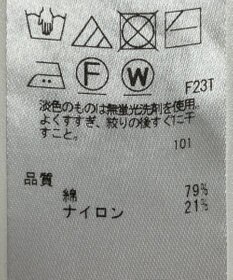 F W
F23T
淡色のものは無蛍光洗剤を使用。
よくすすぎ、絞りの後すぐに干
すこと。
101
品質
綿 79%
ナイロン 21%